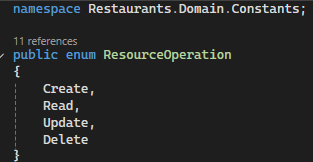 namespace Restaurants.Domain.Constants;
11 references
public enum ResourceOperation
{
    Create,
    Read,
    Update,
    Delete
}